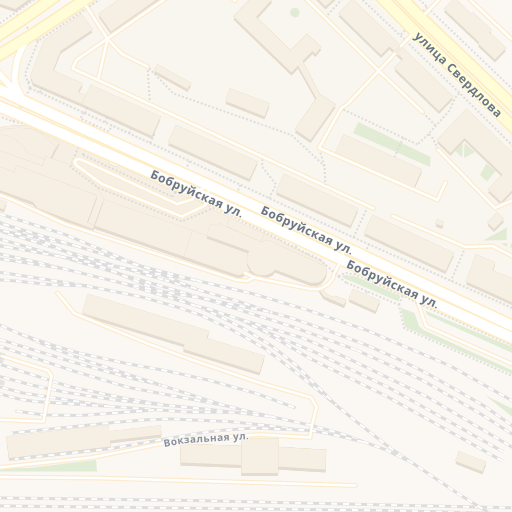 улица Свердлова
Бобруйская ул.
Бобруйская ул.
Бобруйская ул.
Вокзальная ул.